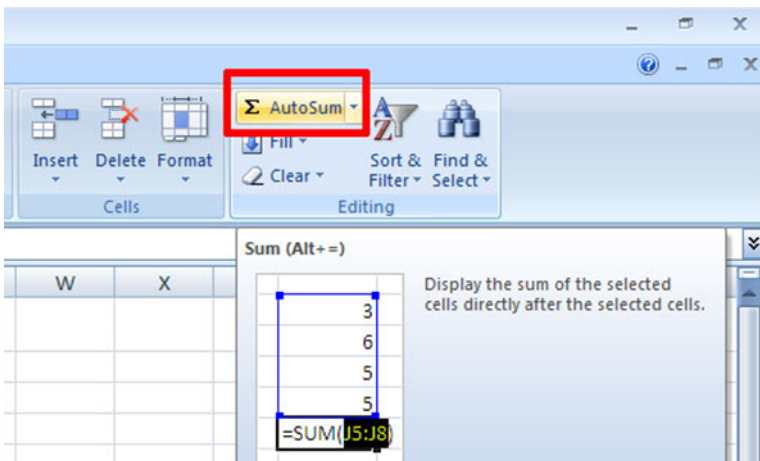 Σ AutoSum
Fill
Clear
Insert Delete Format
Sort & Filter
Find & Select
Cells
Editing
Sum (Alt+=)
W X
Display the sum of the selected
cells directly after the selected cells.
3
6
5
5
=SUM(J5:J8)